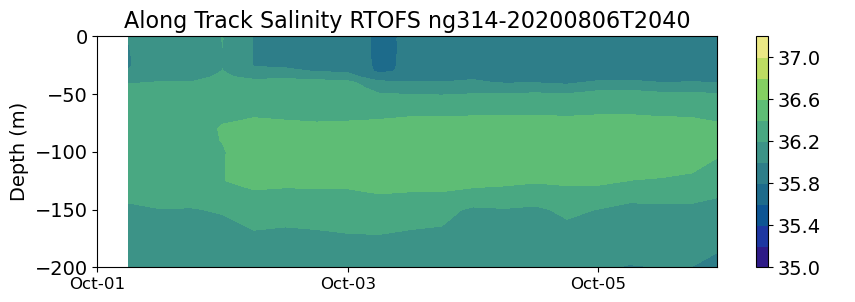 Along Track Salinity RTOFS ng314-20200806T2040
Depth (m)
0
−50
−100
−150
−200
Oct-01
Oct-03
Oct-05
37.0
36.6
36.2
35.8
35.4
35.0